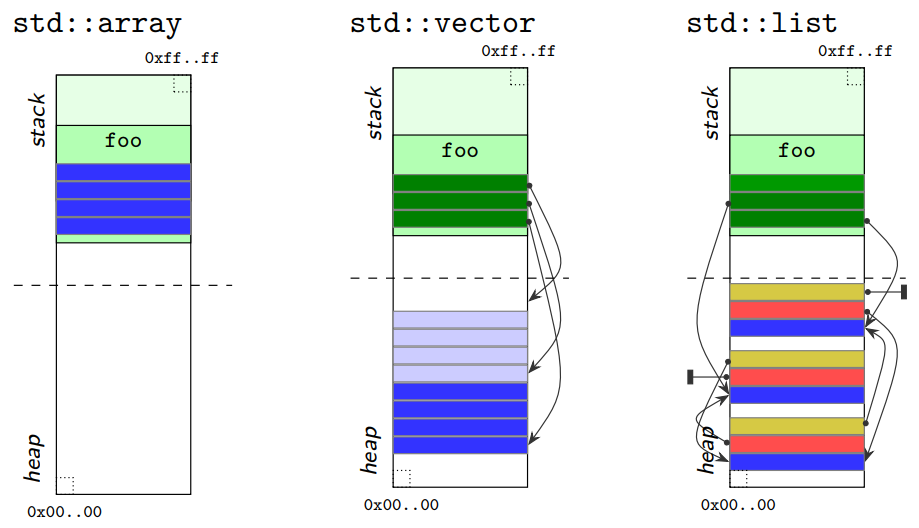 std::array
0xff..ff
stack
foo
heap
0x00..00
std::vector
0xff..ff
stack
foo
heap
0x00..00
std::list
0xff..ff
stack
foo
heap
0x00..00